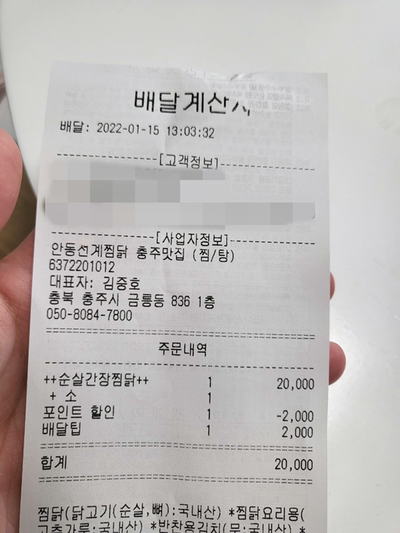 배달계산서
배달: 2022-01-15 13:03:32
[고객정보]
[사업자정보]
안동선계찜닭 충주맛집 (찜/탕)
6372201012
대표자: 김중호
충북 충주시 금릉동 836 1층
050-8084-7800
주문내역
++순살간장찜닭++ 1 20,000
+ 소 1
포인트 할인 1 -2,000
배달팁 1 2,000
합계 20,000
찜닭(닭고기(순살,뼈):국내산) *찜닭요리용(
고추가루:국내산) *반찬용김치(무:국내산) *